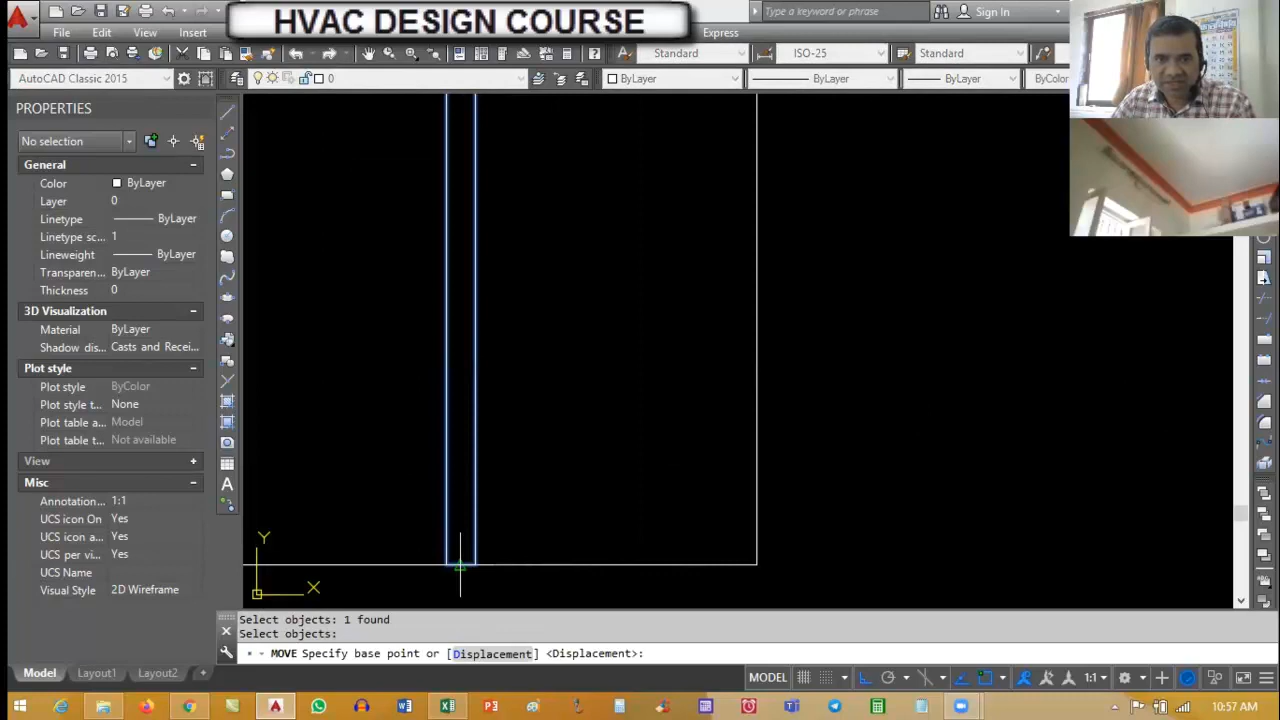 HVAC DESIGN COURSE
Type a keyword or phrase
Sign In
File
Edit
View
Insert
Express
Standard
ISO-25
Standard
AutoCAD Classic 2015
0
ByLayer
ByLayer
ByLayer
ByColor
PROPERTIES
No selection
General
Color ByLayer
Layer 0
Linetype ByLayer
Linetype sc... 1
Lineweight ByLayer
Transparen... ByLayer
Thickness 0
3D Visualization
Material ByLayer
Shadow dis... Casts and Recei...
Plot style
Plot style ByColor
Plot style t... None
Plot table a... Model
Plot table t... Not available
View
Misc
Annotation... 1:1
UCS icon On Yes
UCS icon a... Yes
UCS per vi... Yes
UCS Name
Visual Style 2D Wireframe
A
Y
X
Select objects: 1 found
Select objects:
MOVE Specify base point or [Displacement] <Displacement>:
Model
Layout1
Layout2
MODEL
1:1
10:57 AM